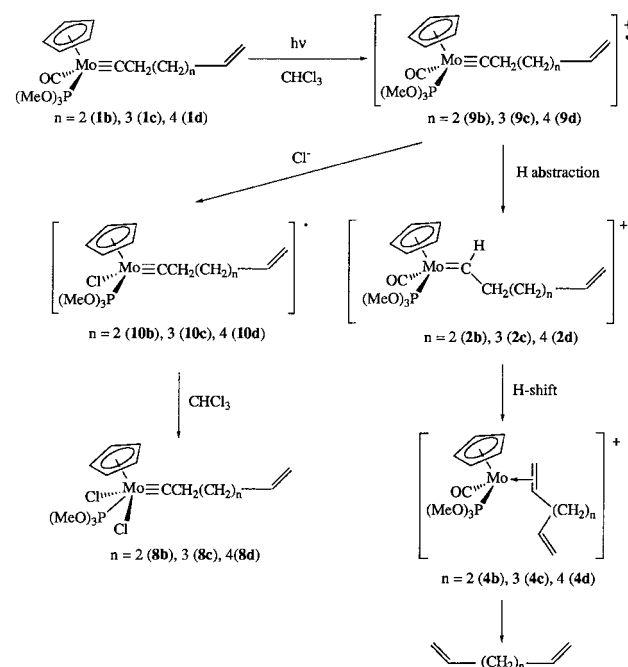 OC Mo≡CCH₂(CH₂)ₙ
(MeO)₃P
n = 2 (1b), 3 (1c), 4 (1d)
hν
CHCl₃
OC Mo≡CCH₂(CH₂)ₙ + •
(MeO)₃P
n = 2 (9b), 3 (9c), 4 (9d)
Cl⁻
H abstraction
Cl Mo≡CCH₂(CH₂)ₙ •
(MeO)₃P
n = 2 (10b), 3 (10c), 4 (10d)
H +
OC Mo=C
(MeO)₃P CH₂(CH₂)ₙ
n = 2 (2b), 3 (2c), 4 (2d)
CHCl₃
H-shift
Cl Mo≡CCH₂(CH₂)ₙ
(MeO)₃P
Cl
n = 2 (8b), 3 (8c), 4(8d)
+
OC Mo
(MeO)₃P (CH₂)ₙ
n = 2 (4b), 3 (4c), 4 (4d)
(CH₂)ₙ